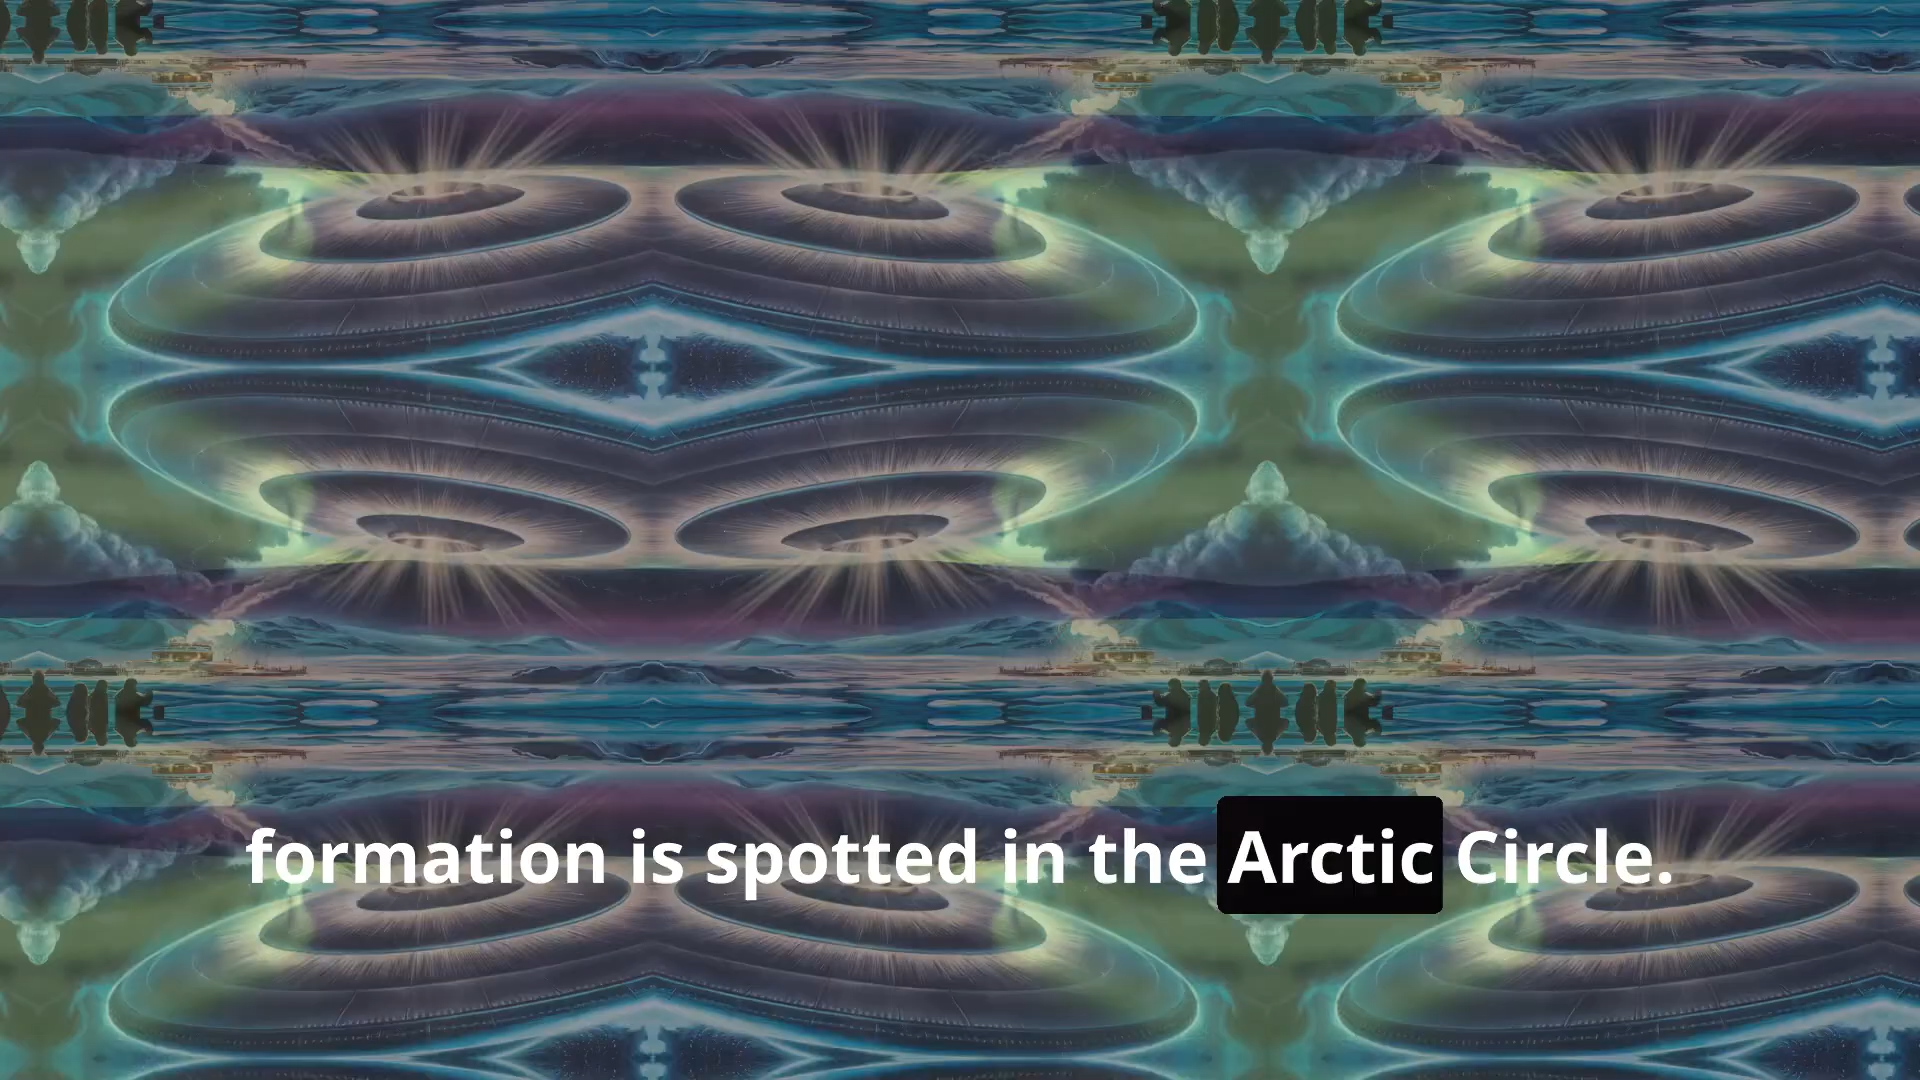 formation is spotted in the Arctic Circle.